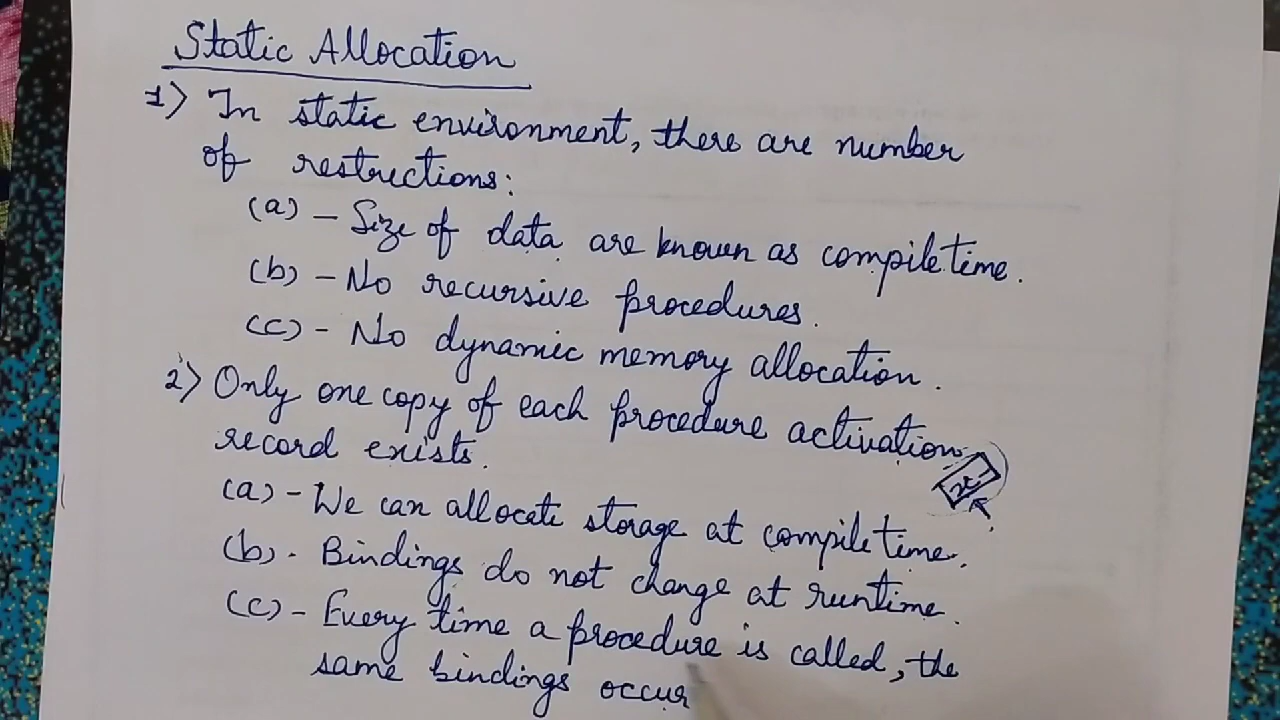 Static Allocation
1) In static environment, there are number
of restrictions:
(a) - Size of data are known as compile time.
(b) - No recursive procedures.
(c) - No dynamic memory allocation.
2) Only one copy of each procedure activation
record exists.
(a) - We can allocate storage at compile time.
(b) - Bindings do not change at runtime.
(c) - Every time a procedure is called, the
same bindings occur